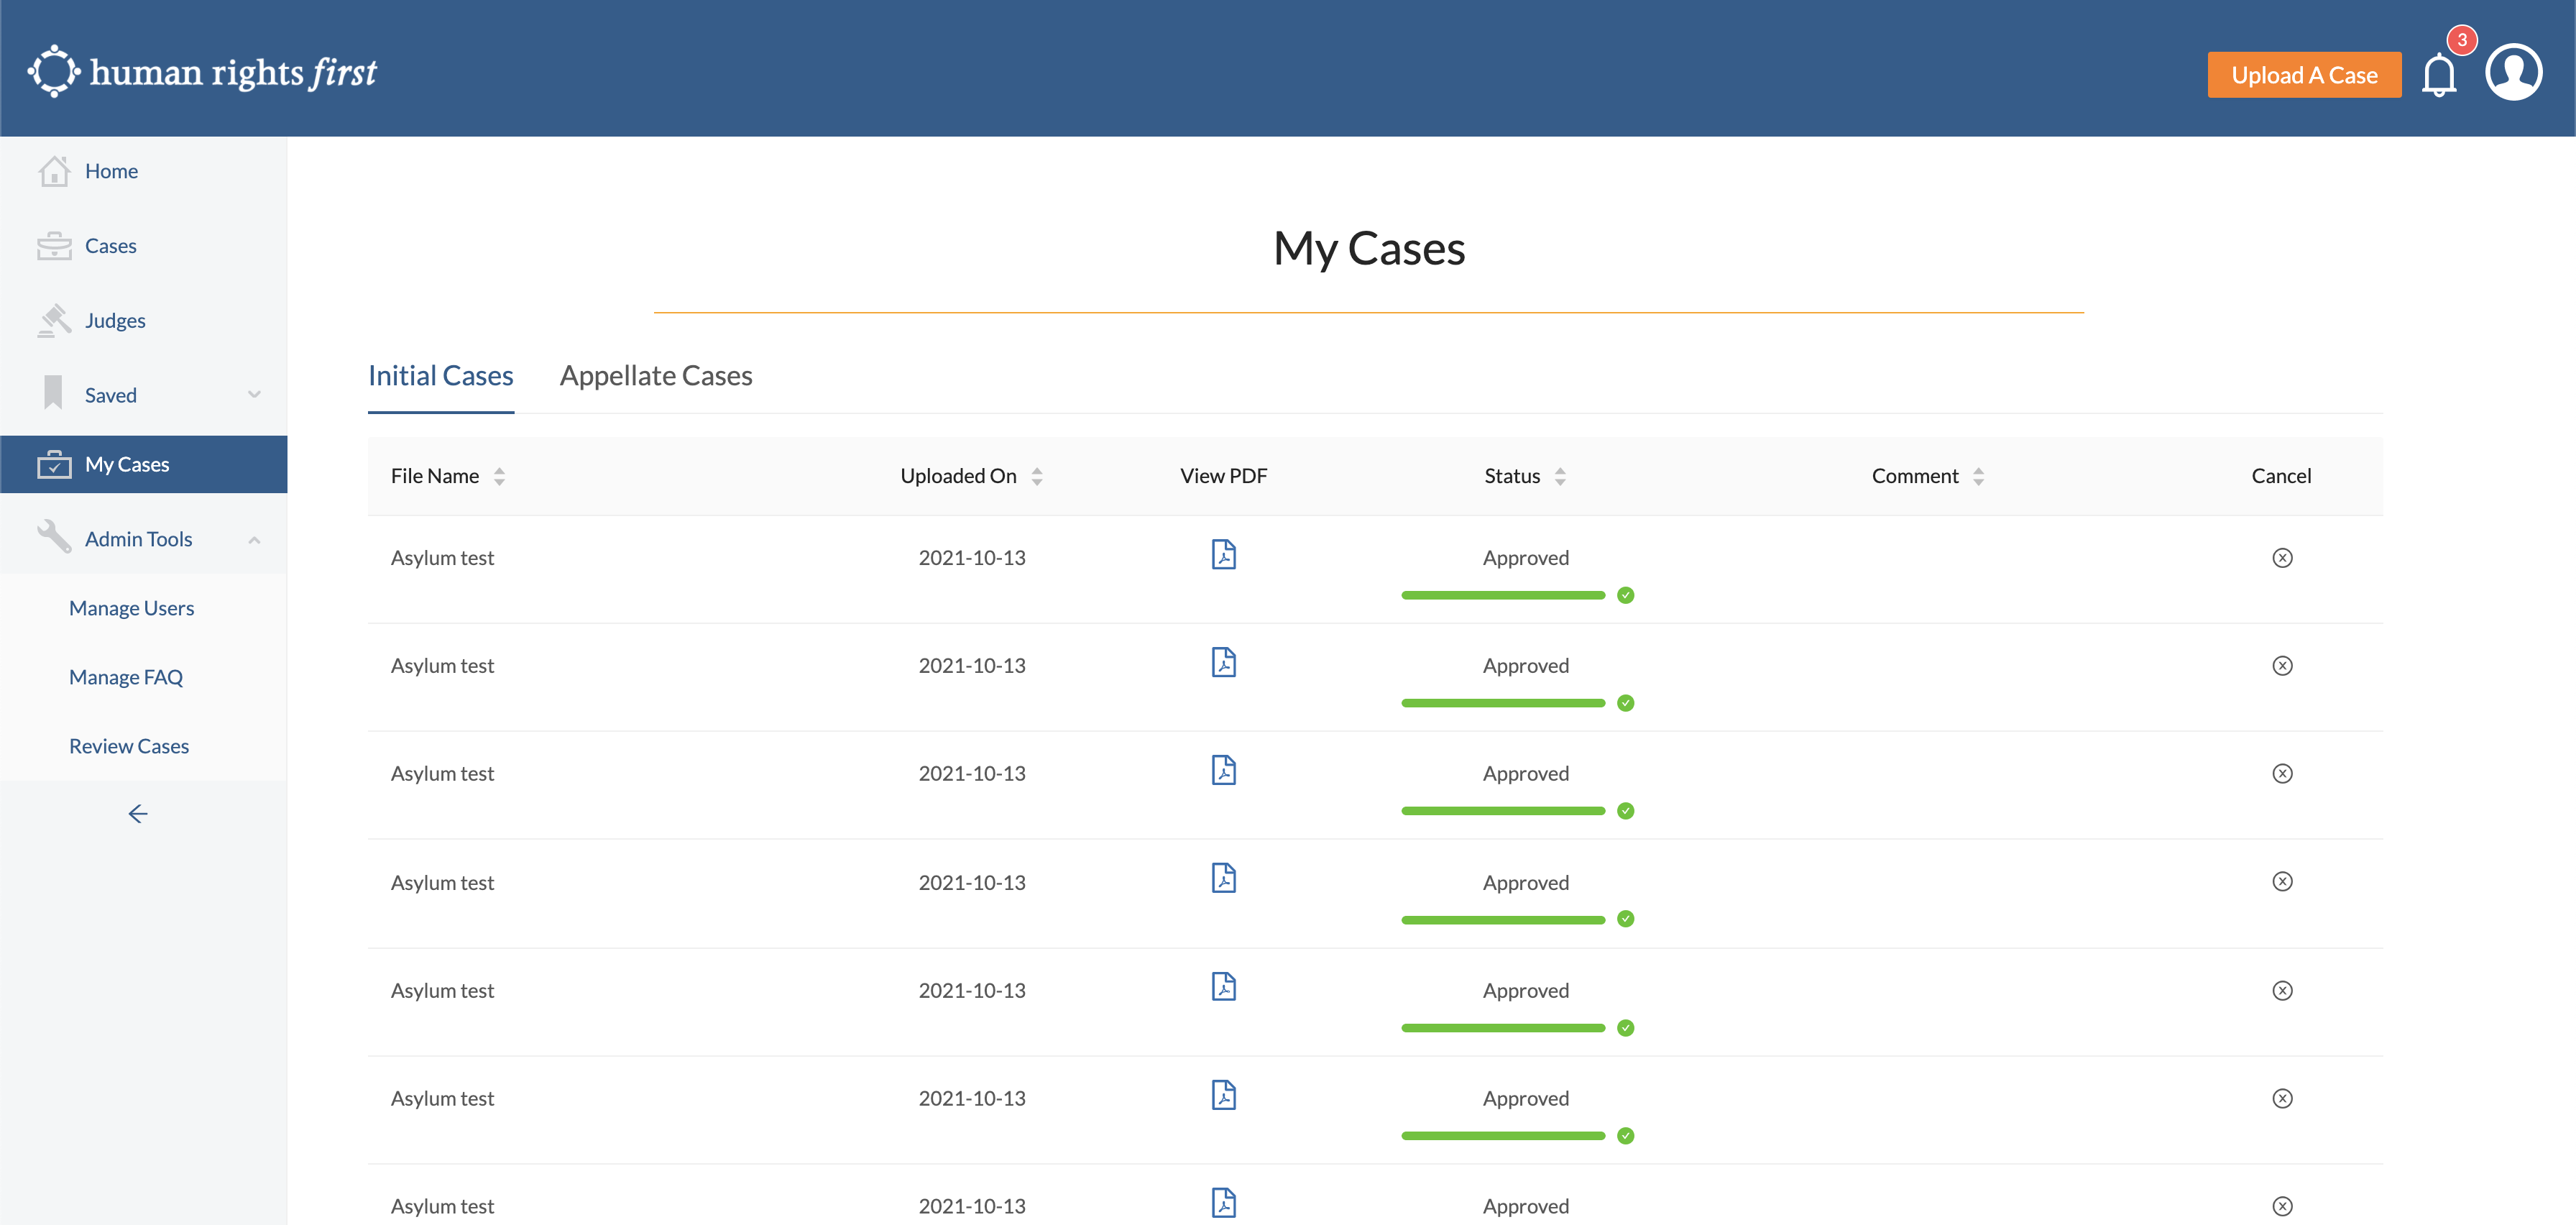 human rights first
Upload A Case
3
Home
Cases
Judges
Saved
My Cases
Admin Tools
Manage Users
Manage FAQ
Review Cases
My Cases
Initial Cases Appellate Cases
File Name Uploaded On View PDF Status Comment Cancel
Asylum test 2021-10-13 Approved
Asylum test 2021-10-13 Approved
Asylum test 2021-10-13 Approved
Asylum test 2021-10-13 Approved
Asylum test 2021-10-13 Approved
Asylum test 2021-10-13 Approved
Asylum test 2021-10-13 Approved